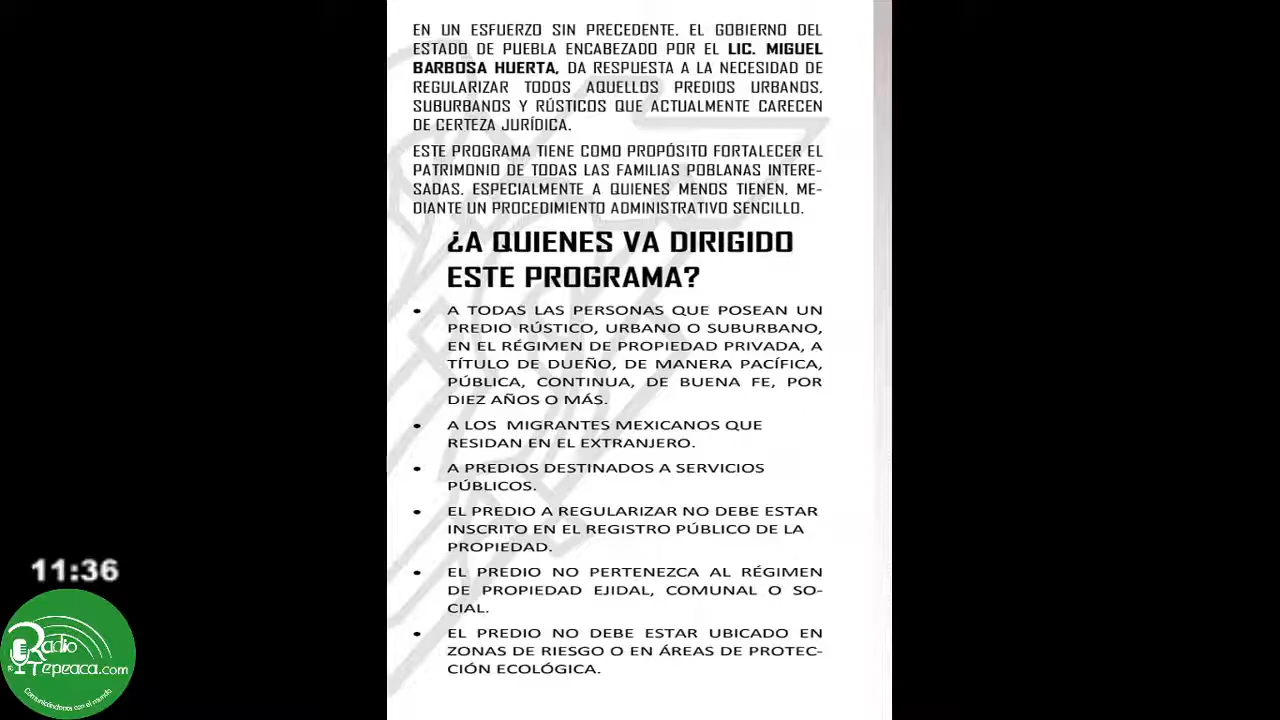 EN UN ESFUERZO SIN PRECEDENTE, EL GOBIERNO DEL
ESTADO DE PUEBLA ENCABEZADO POR EL LIC. MIGUEL
BARBOSA HUERTA, DA RESPUESTA A LA NECESIDAD DE
REGULARIZAR TODOS AQUELLOS PREDIOS URBANOS,
SUBURBANOS Y RÚSTICOS QUE ACTUALMENTE CARECEN
DE CERTEZA JURÍDICA.
ESTE PROGRAMA TIENE COMO PROPÓSITO FORTALECER EL
PATRIMONIO DE TODAS LAS FAMILIAS POBLANAS INTERE-
SADAS, ESPECIALMENTE A QUIENES MENOS TIENEN, ME-
DIANTE UN PROCEDIMIENTO ADMINISTRATIVO SENCILLO.
¿A QUIENES VA DIRIGIDO
ESTE PROGRAMA?
• A TODAS LAS PERSONAS QUE POSEAN UN
PREDIO RÚSTICO, URBANO O SUBURBANO,
EN EL RÉGIMEN DE PROPIEDAD PRIVADA, A
TÍTULO DE DUEÑO, DE MANERA PACÍFICA,
PÚBLICA, CONTINUA, DE BUENA FE, POR
DIEZ AÑOS O MÁS.
• A LOS MIGRANTES MEXICANOS QUE
RESIDAN EN EL EXTRANJERO.
• A PREDIOS DESTINADOS A SERVICIOS
PÚBLICOS.
• EL PREDIO A REGULARIZAR NO DEBE ESTAR
INSCRITO EN EL REGISTRO PÚBLICO DE LA
PROPIEDAD.
• EL PREDIO NO PERTENEZCA AL RÉGIMEN
DE PROPIEDAD EJIDAL, COMUNAL O SO-
CIAL.
• EL PREDIO NO DEBE ESTAR UBICADO EN
ZONAS DE RIESGO O EN ÁREAS DE PROTEC-
CIÓN ECOLÓGICA.
11:36
Radio
Tepeaca.com
Comunicándonos con el mundo